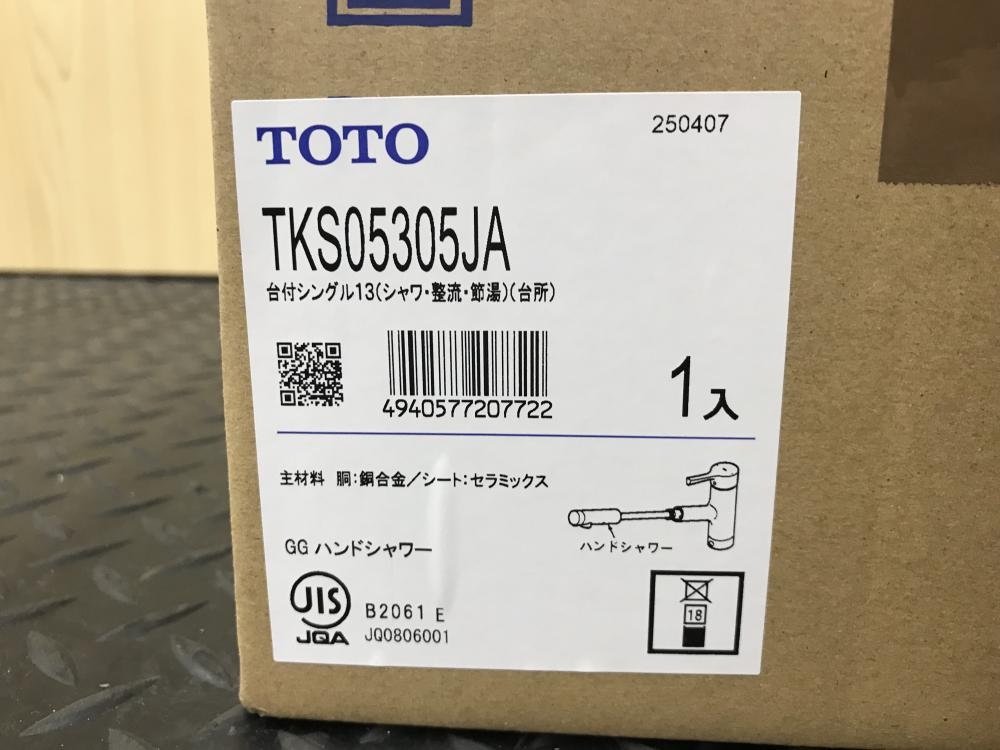 TOTO
250407
TKS05305JA
台付シングル13(シャワ・整流・節湯)(台所)
4940577207722
1入
主材料 胴:銅合金/シート:セラミックス
ハンドシャワー
GG ハンドシャワー
JIS
JQA
B2061 E
JQ0806001
18